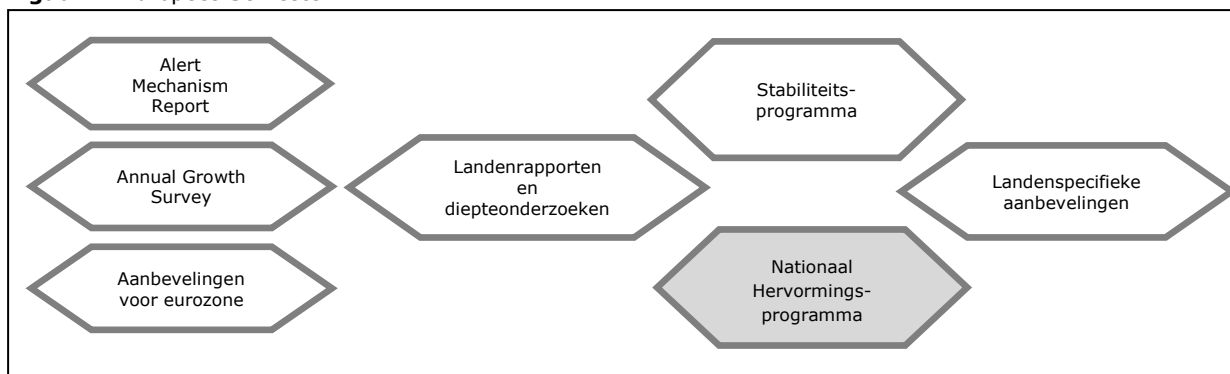 Alert
Mechanism
Report
Annual Growth
Survey
Aanbevelingen
voor eurozone
Landenrapporten
en
diepteonderzoeken
Stabiliteits-
programma
Nationaal
Hervormings-
programma
Landenspecifieke
aanbevelingen